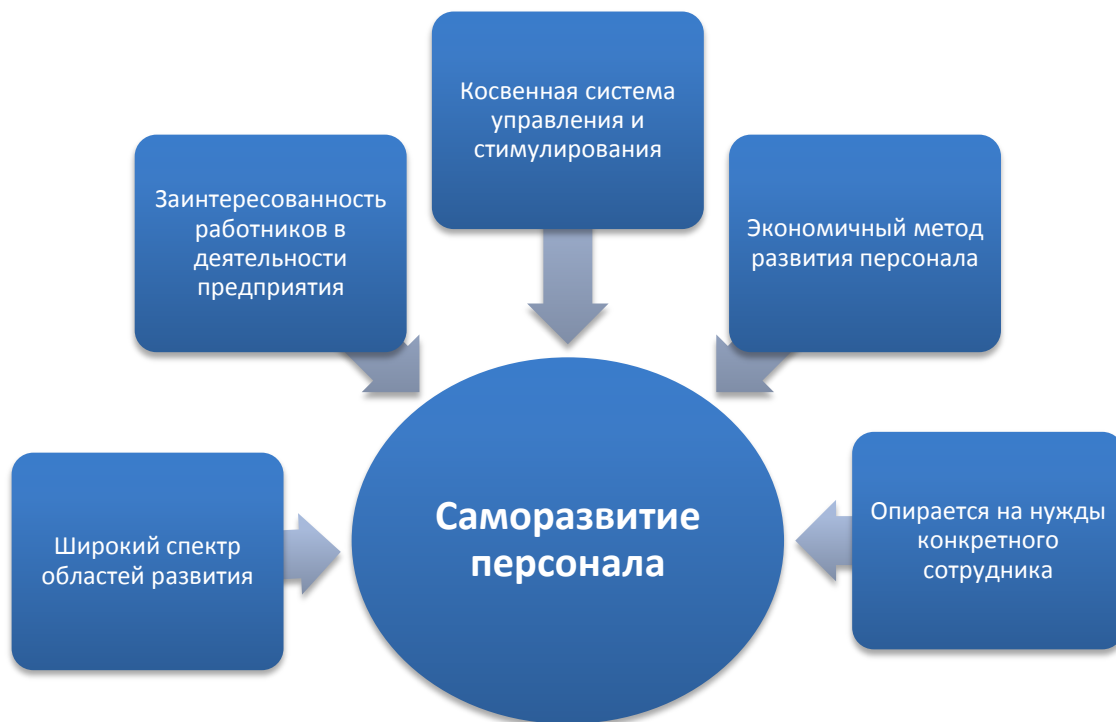 Косвенная система
управления и
стимулирования
Заинтересованность
работников в
деятельности
предприятия
Экономичный метод
развития персонала
Широкий спектр
областей развития
Саморазвитие
персонала
Опирается на нужды
конкретного
сотрудника